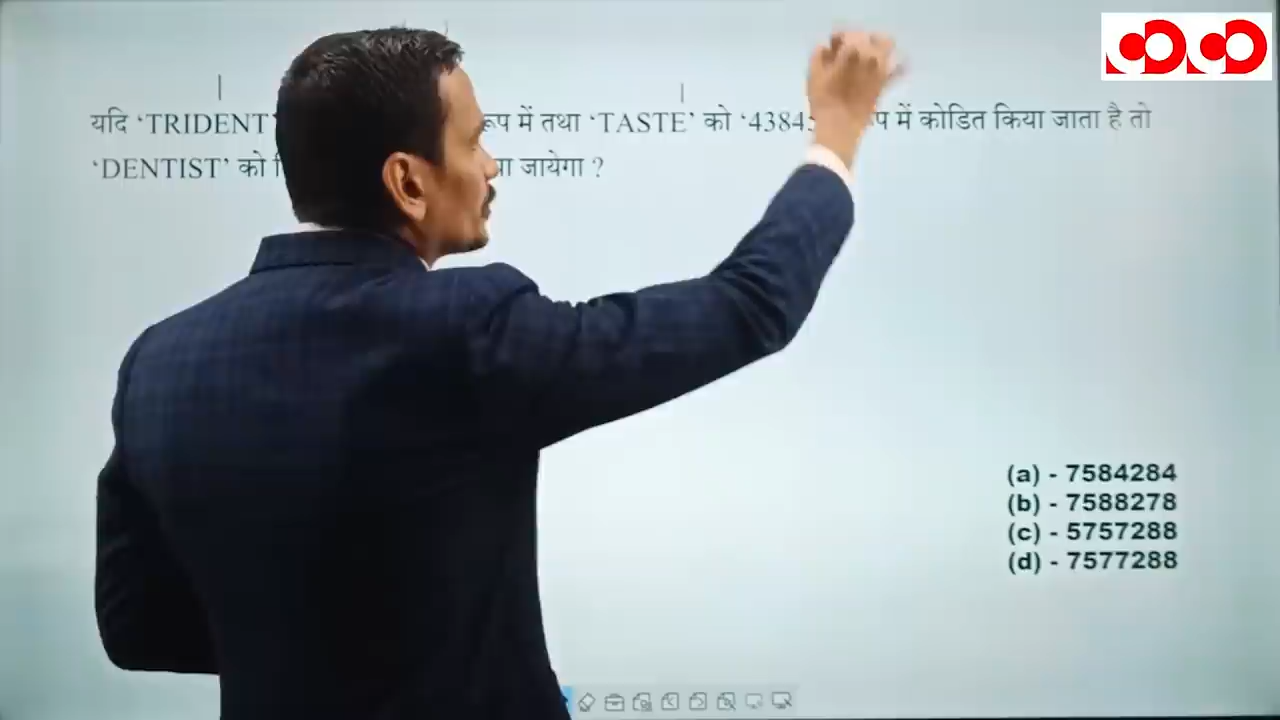 यदि ‘TRIDENT’ रूप में तथा ‘TASTE’ को ‘43845 में कोडित किया जाता है तो
‘DENTIST’ को जायेगा ?
(a) - 7584284
(b) - 7588278
(c) - 5757288
(d) - 7577288